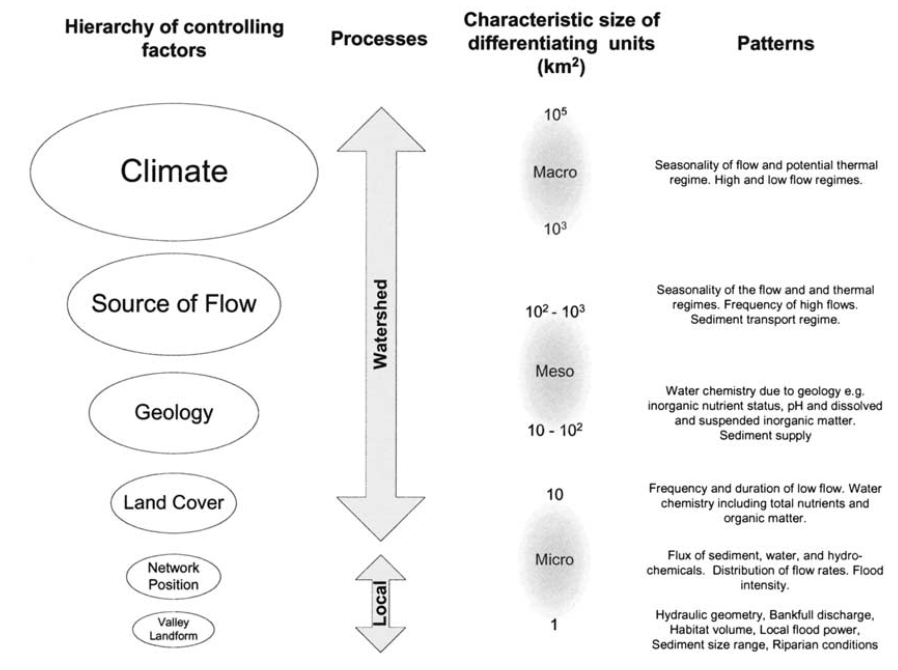 Hierarchy of controlling
factors
Processes
Characteristic size of
differentiating units
(km²)
Patterns
Climate
10⁵
Macro
10³
Seasonality of flow and potential thermal
regime. High and low flow regimes.
Watershed
Source of Flow
10² - 10³
Seasonality of the flow and and thermal
regimes. Frequency of high flows.
Sediment transport regime.
Meso
Geology
10 - 10²
Water chemistry due to geology e.g.
inorganic nutrient status, pH and dissolved
and suspended inorganic matter.
Sediment supply
Land Cover
10
Frequency and duration of low flow. Water
chemistry including total nutrients and
organic matter.
Network
Position
Local
Micro
Flux of sediment, water, and hydro-
chemicals. Distribution of flow rates. Flood
intensity.
Valley
Landform
1
Hydraulic geometry, Bankfull discharge,
Habitat volume, Local flood power,
Sediment size range, Riparian conditions